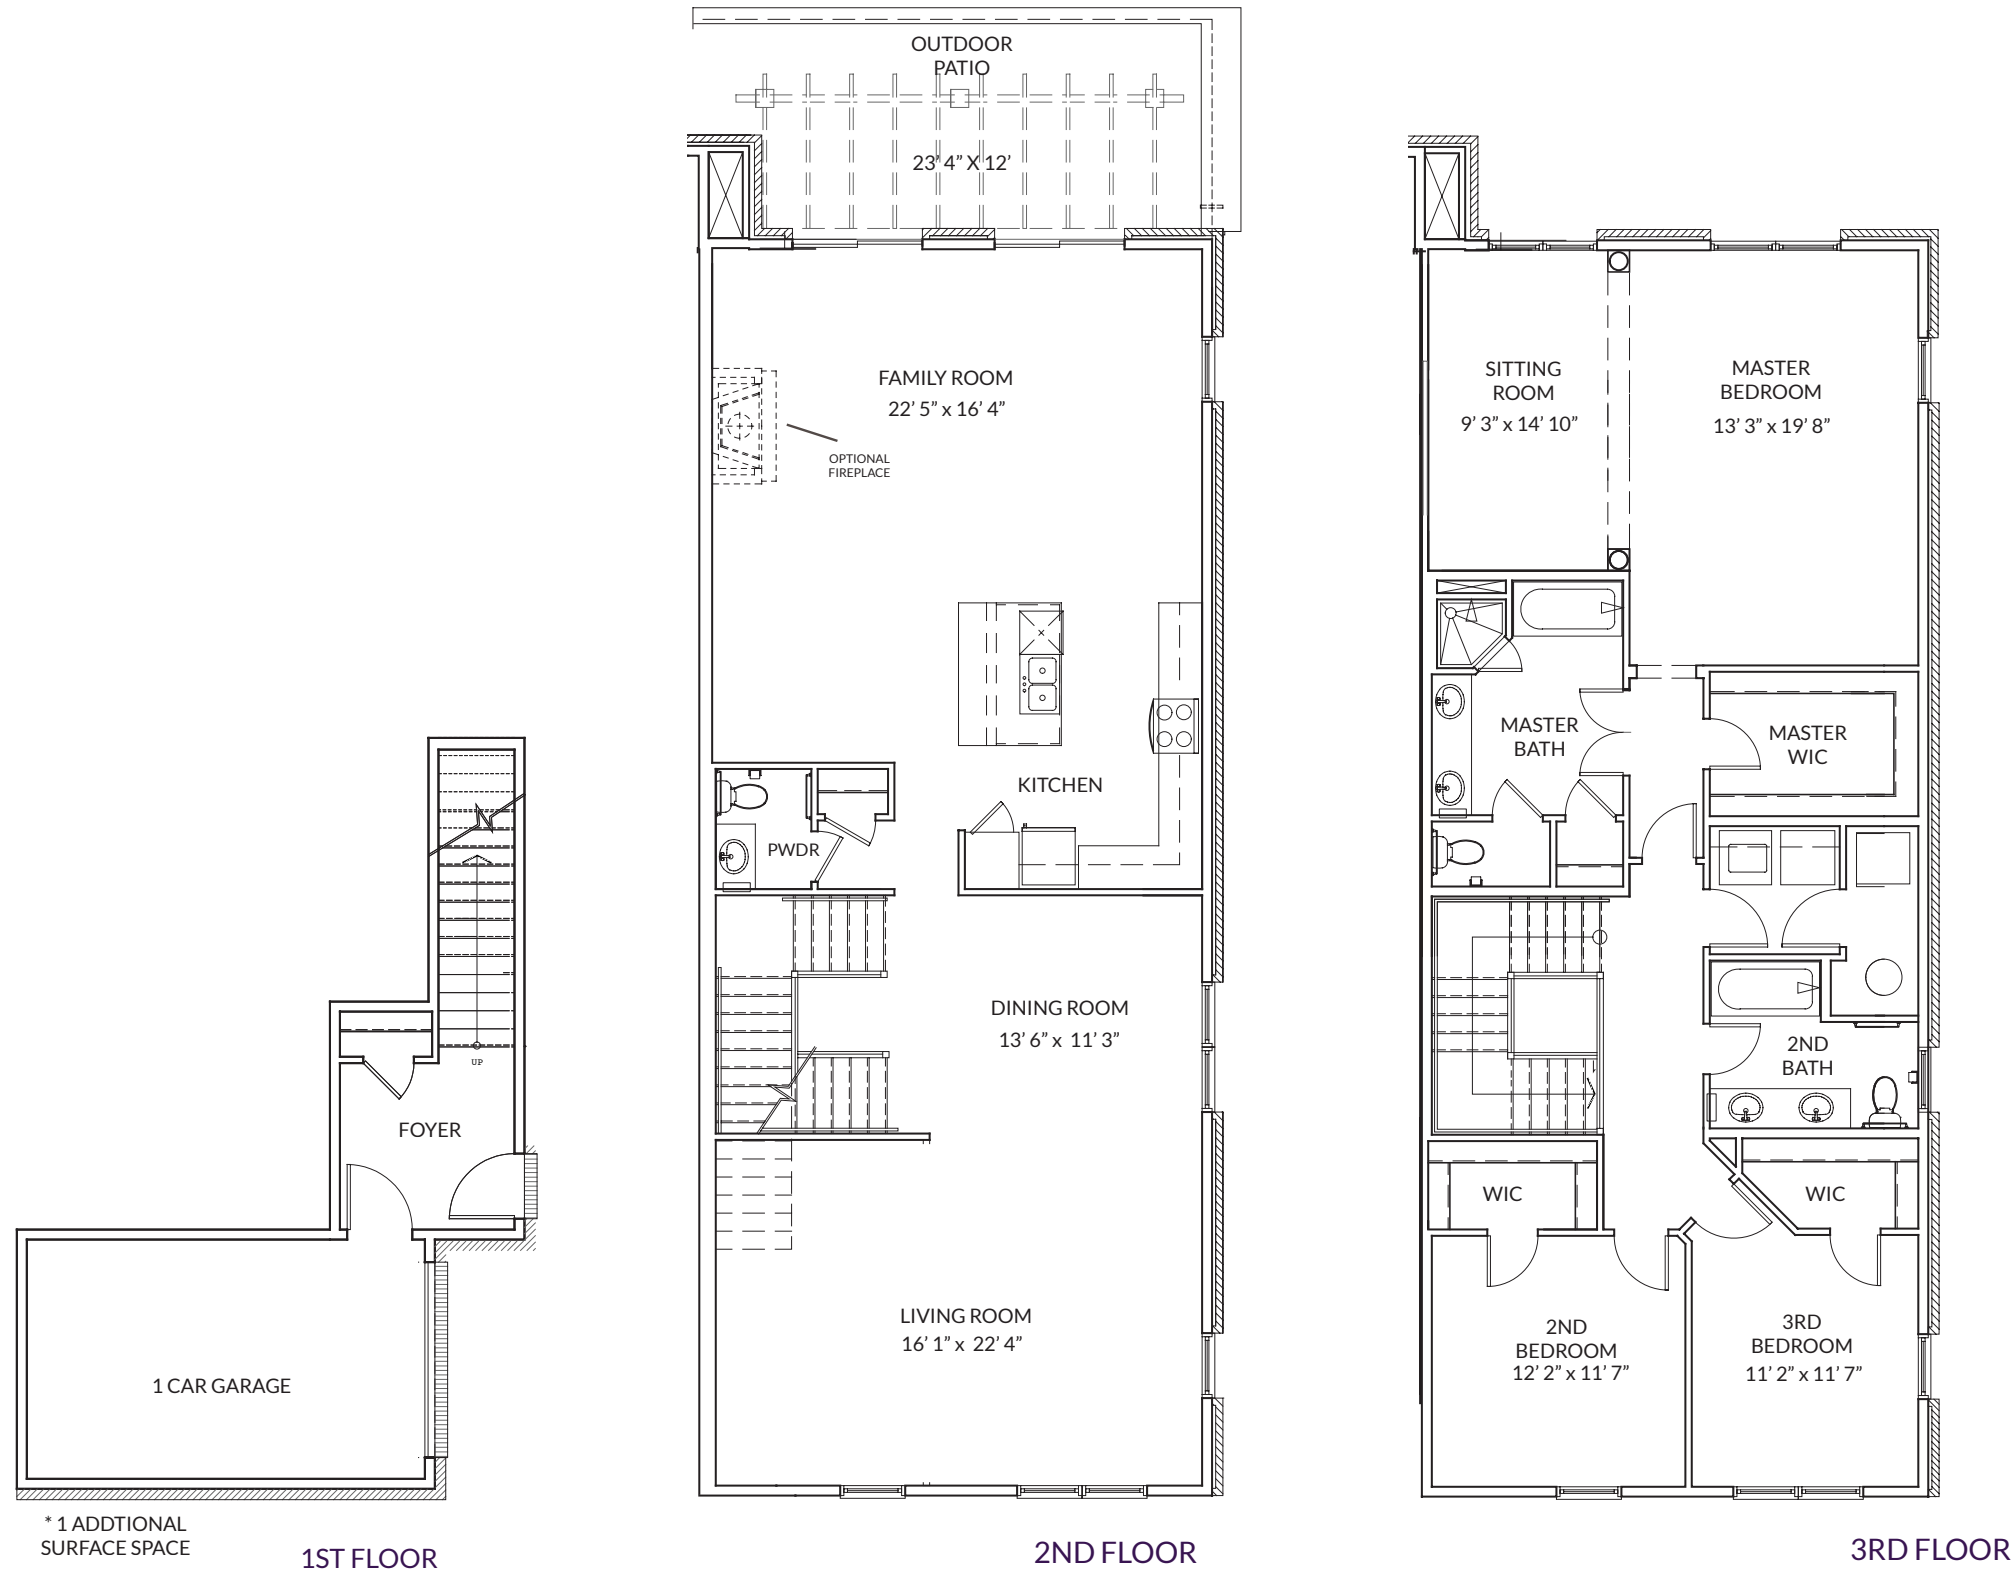 UP
FOYER
1 CAR GARAGE
* 1 ADDTIONAL
SURFACE SPACE
1ST FLOOR
OUTDOOR
PATIO
23' 4” X 12'
FAMILY ROOM
22' 5” x 16' 4”
OPTIONAL
FIREPLACE
KITCHEN
PWDR
DINING ROOM
13' 6” x 11' 3”
LIVING ROOM
16' 1” x 22' 4”
2ND FLOOR
SITTING
ROOM
9' 3” x 14' 10”
MASTER
BEDROOM
13' 3” x 19' 8”
MASTER
BATH
MASTER
WIC
2ND
BATH
WIC
WIC
2ND
BEDROOM
12' 2” x 11' 7”
3RD
BEDROOM
11' 2” x 11' 7”
3RD FLOOR